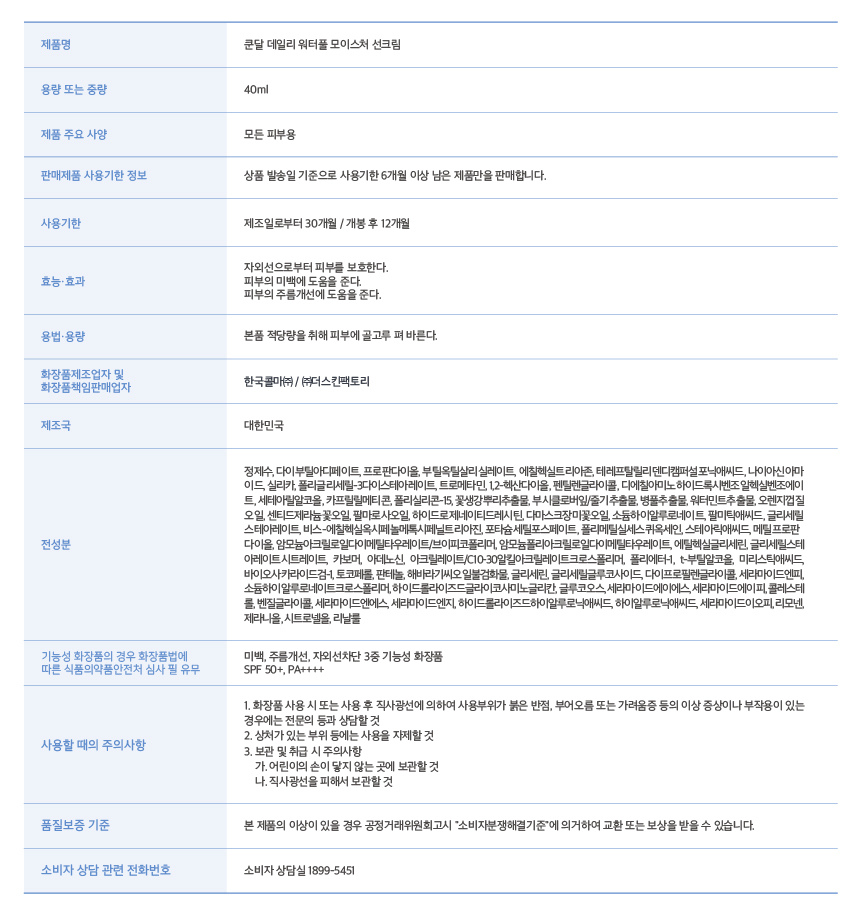 제품명
쿤달 데일리 워터풀 모이스처 선크림
용량 또는 중량
40ml
제품 주요 사양
모든 피부용
판매제품 사용기한 정보
상품 발송일 기준으로 사용기한 6개월 이상 남은 제품만을 판매합니다.
사용기한
제조일로부터 30개월 / 개봉 후 12개월
효능·효과
자외선으로부터 피부를 보호한다.
피부의 미백에 도움을 준다.
피부의 주름개선에 도움을 준다.
용법·용량
본품 적당량을 취해 피부에 골고루 펴 바른다.
화장품제조업자 및
화장품책임판매업자
한국콜마㈜ / ㈜더스킨팩토리
제조국
대한민국
전성분
정제수, 다이부틸아디페이트, 프로판다이올, 부틸옥틸살리실레이트, 에칠헥실트리아존, 테레프탈릴리덴디캠퍼설포닉애씨드, 나이아신아마
이드, 실리카, 폴리글리세릴-3다이스테아레이트, 트로메타민, 1,2-헥산다이올, 펜틸렌글라이콜, 디에칠아미노하이드록시벤조일헥실벤조에이
트, 세테아릴알코올, 카프릴릴메티콘, 폴리실리콘-15, 꽃생강뿌리추출물, 부시클로버잎/줄기추출물, 병풀추출물, 워터민트추출물, 오렌지껍질
오일, 센티드제라늄꽃오일, 팔마로사오일, 하이드로제네이티드레시틴, 다마스크장미꽃오일, 소듐하이알루로네이트, 팔미틱애씨드, 글리세릴
스테아레이트, 비스-에칠헥실옥시페놀메톡시페닐트리아진, 포타슘세틸포스페이트, 폴리메틸실세스퀴옥세인, 스테아릭애씨드, 메틸프로판
다이올, 암모늄아크릴로일다이메틸타우레이트/브이피코폴리머, 암모늄폴리아크릴로일다이메틸타우레이트, 에틸헥실글리세린, 글리세릴스테
아레이트시트레이트, 카보머, 아데노신, 아크릴레이트/C10-30알킬아크릴레이트크로스폴리머, 폴리에터-1, t-부틸알코올, 미리스틱애씨드,
바이오사카라이드검-1, 토코페롤, 판테놀, 해바라기씨오일불검화물, 글리세린, 글리세릴글루코사이드, 다이프로필렌글라이콜, 세라마이드엔피,
소듐하이알루로네이트크로스폴리머, 하이드롤라이즈드글라이코사미노글리칸, 글루코오스, 세라마이드에이에스, 세라마이드에이피, 콜레스테
롤, 벤질글라이콜, 세라마이드엔에스, 세라마이드엔지, 하이드롤라이즈드하이알루로닉애씨드, 하이알루로닉애씨드, 세라마이드이오피, 리모넨,
제라니올, 시트로넬올, 리날룰
기능성 화장품의 경우 화장품법에
따른 식품의약품안전처 심사 필 유무
미백, 주름개선, 자외선차단 3중 기능성 화장품
SPF 50+, PA++++
사용할 때의 주의사항
1. 화장품 사용 시 또는 사용 후 직사광선에 의하여 사용부위가 붉은 반점, 부어오름 또는 가려움증 등의 이상 증상이나 부작용이 있는
경우에는 전문의 등과 상담할 것
2. 상처가 있는 부위 등에는 사용을 자제할 것
3. 보관 및 취급 시 주의사항
가. 어린이의 손이 닿지 않는 곳에 보관할 것
나. 직사광선을 피해서 보관할 것
품질보증 기준
본 제품의 이상이 있을 경우 공정거래위원회고시 "소비자분쟁해결기준"에 의거하여 교환 또는 보상을 받을 수 있습니다.
소비자 상담 관련 전화번호
소비자 상담실 1899-5451